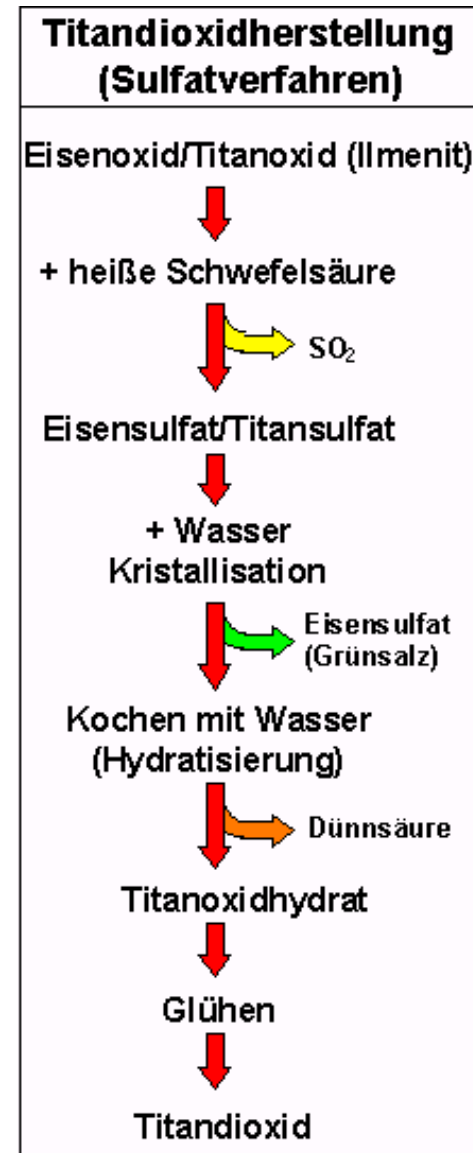 Titandioxidherstellung
(Sulfatverfahren)
Eisenoxid/Titanoxid (Ilmenit)
+ heiße Schwefelsäure
SO₂
Eisensulfat/Titansulfat
+ Wasser
Kristallisation
Eisensulfat
(Grünsalz)
Kochen mit Wasser
(Hydratisierung)
Dünnsäure
Titanoxidhydrat
Glühen
Titandioxid